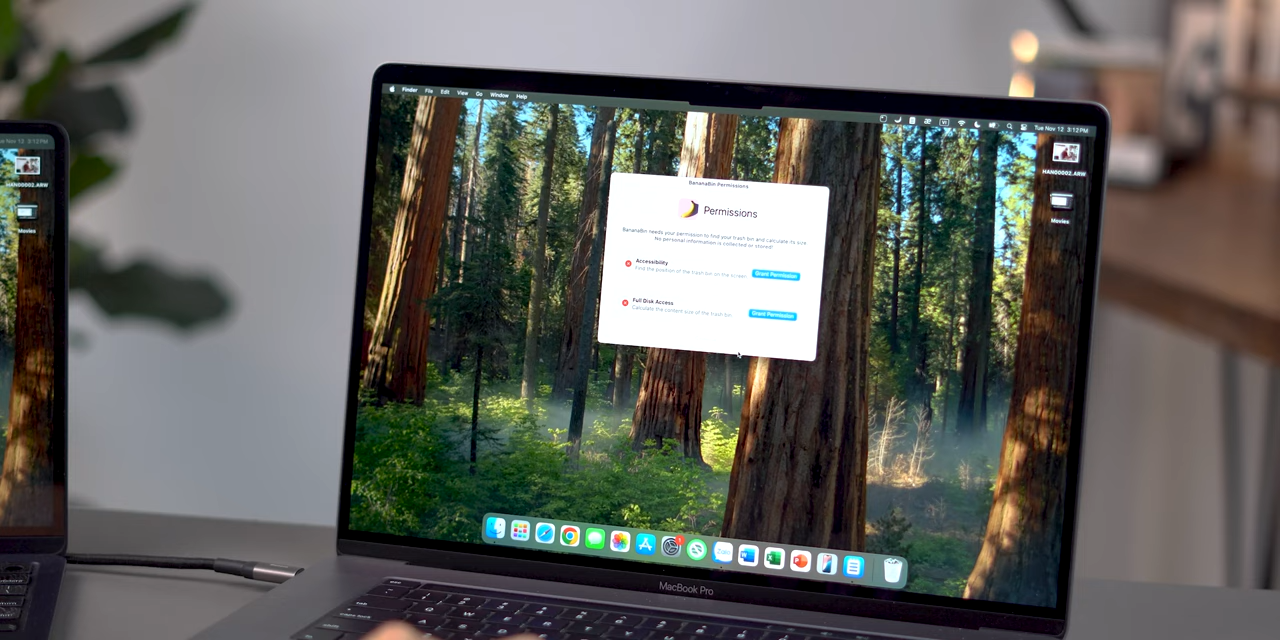 Finder File Edit View Go Window Help
Tue Nov 12 3:12 PM
HAN00002.ARW
Movies
BananaBin Permissions
Permissions
BananaBin needs your permission to find your trash bin and calculate its size.
No personal information is collected or stored!
Accessibility
Find the position of the trash bin on the screen
Grant Permission
Full Disk Access
Calculate the content size of the trash bin
Grant Permission
MacBook Pro
HAN00002.ARW
Movies